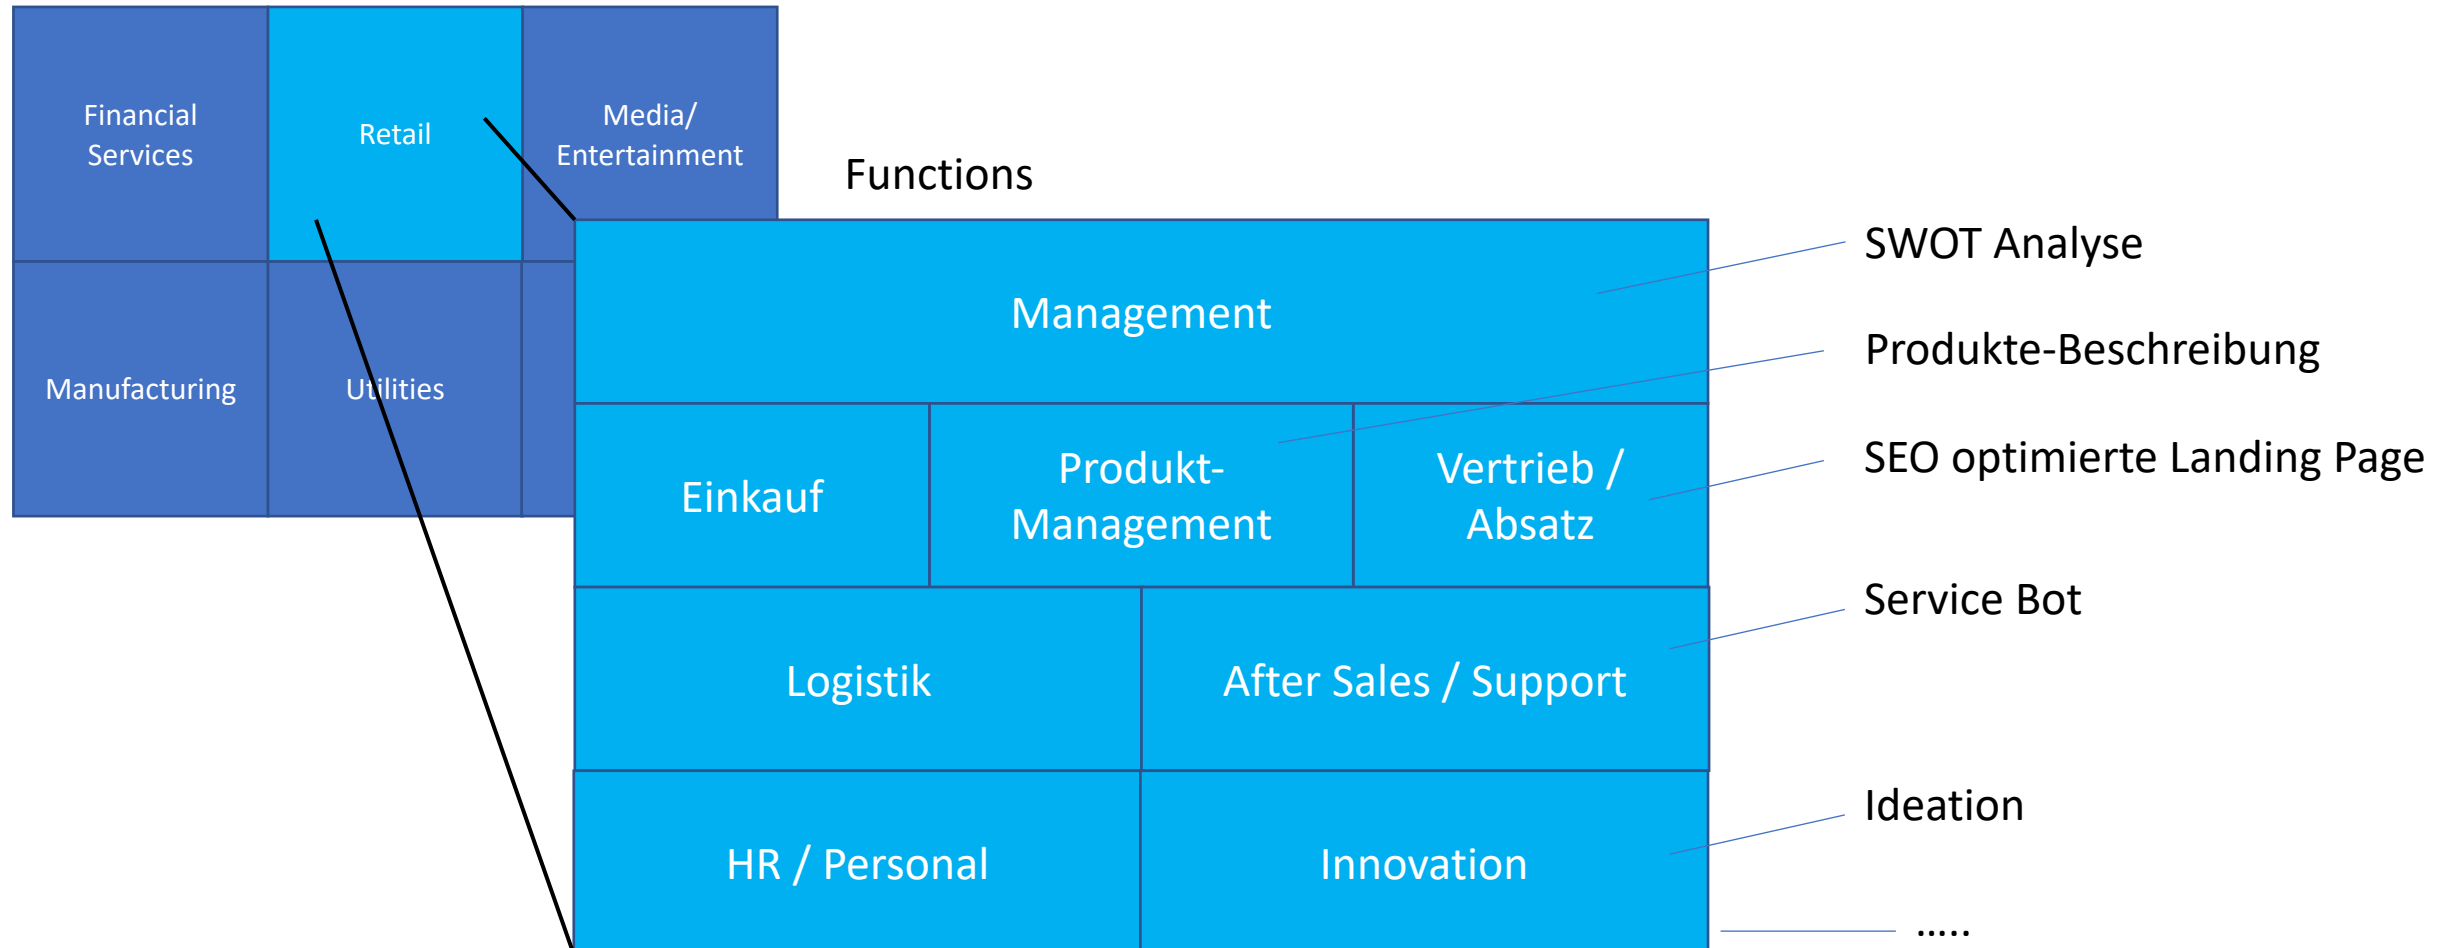 Financial
Services
Retail
Media/
Entertainment
Manufacturing
Utilities
Functions
Management
Einkauf
Produkt-
Management
Vertrieb /
Absatz
Logistik
After Sales / Support
HR / Personal
Innovation
SWOT Analyse
Produkte-Beschreibung
SEO optimierte Landing Page
Service Bot
Ideation
.....